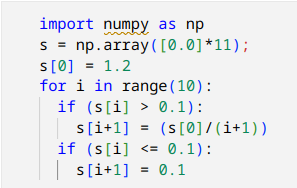 import numpy as np
s = np.array([0.0]*11);
s[0] = 1.2
for i in range(10):
  if (s[i] > 0.1):
    s[i+1] = (s[0]/(i+1))
  if (s[i] <= 0.1):
    s[i+1] = 0.1